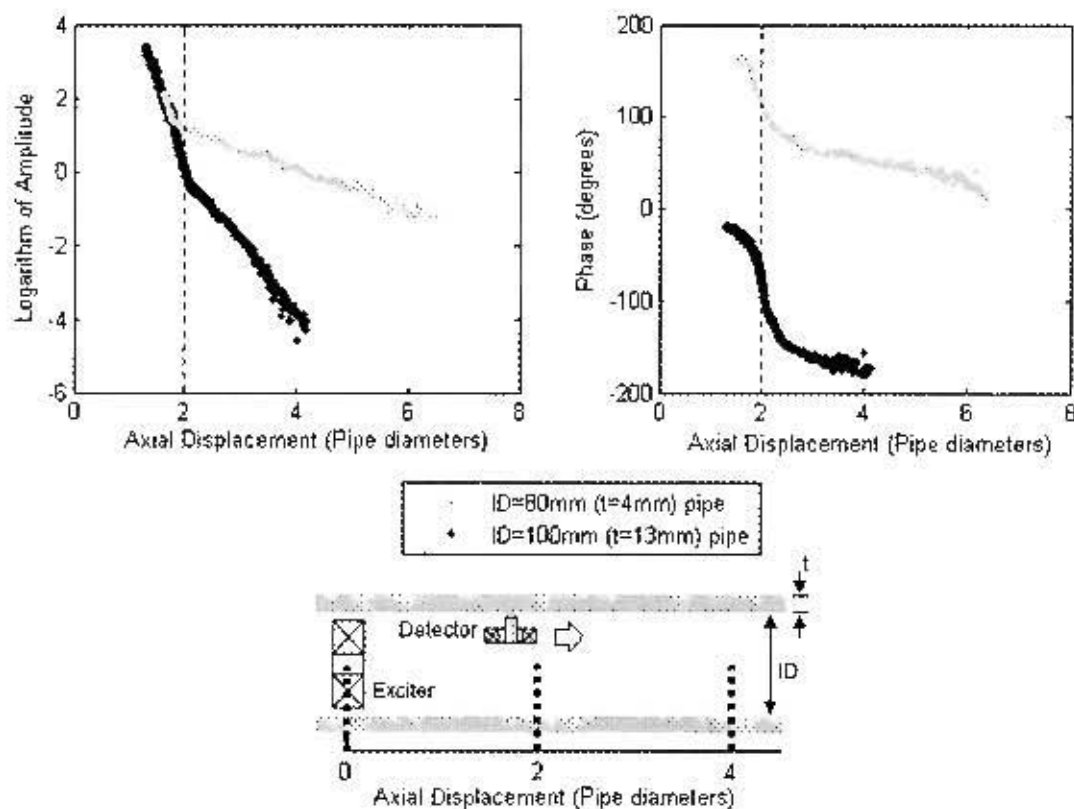 4
2
0
-2
-4
-6
0 2 4 6 8
Logarithm of Amplitude
Axial Displacement (Pipe diameters)
200
100
0
-100
-200
0 2 4 6 8
Phase (degrees)
Axial Displacement (Pipe diameters)
ID=80mm (t=4mm) pipe
ID=100mm (t=13mm) pipe
t
Detector
ID
Exciter
0 2 4
Axial Displacement (Pipe diameters)